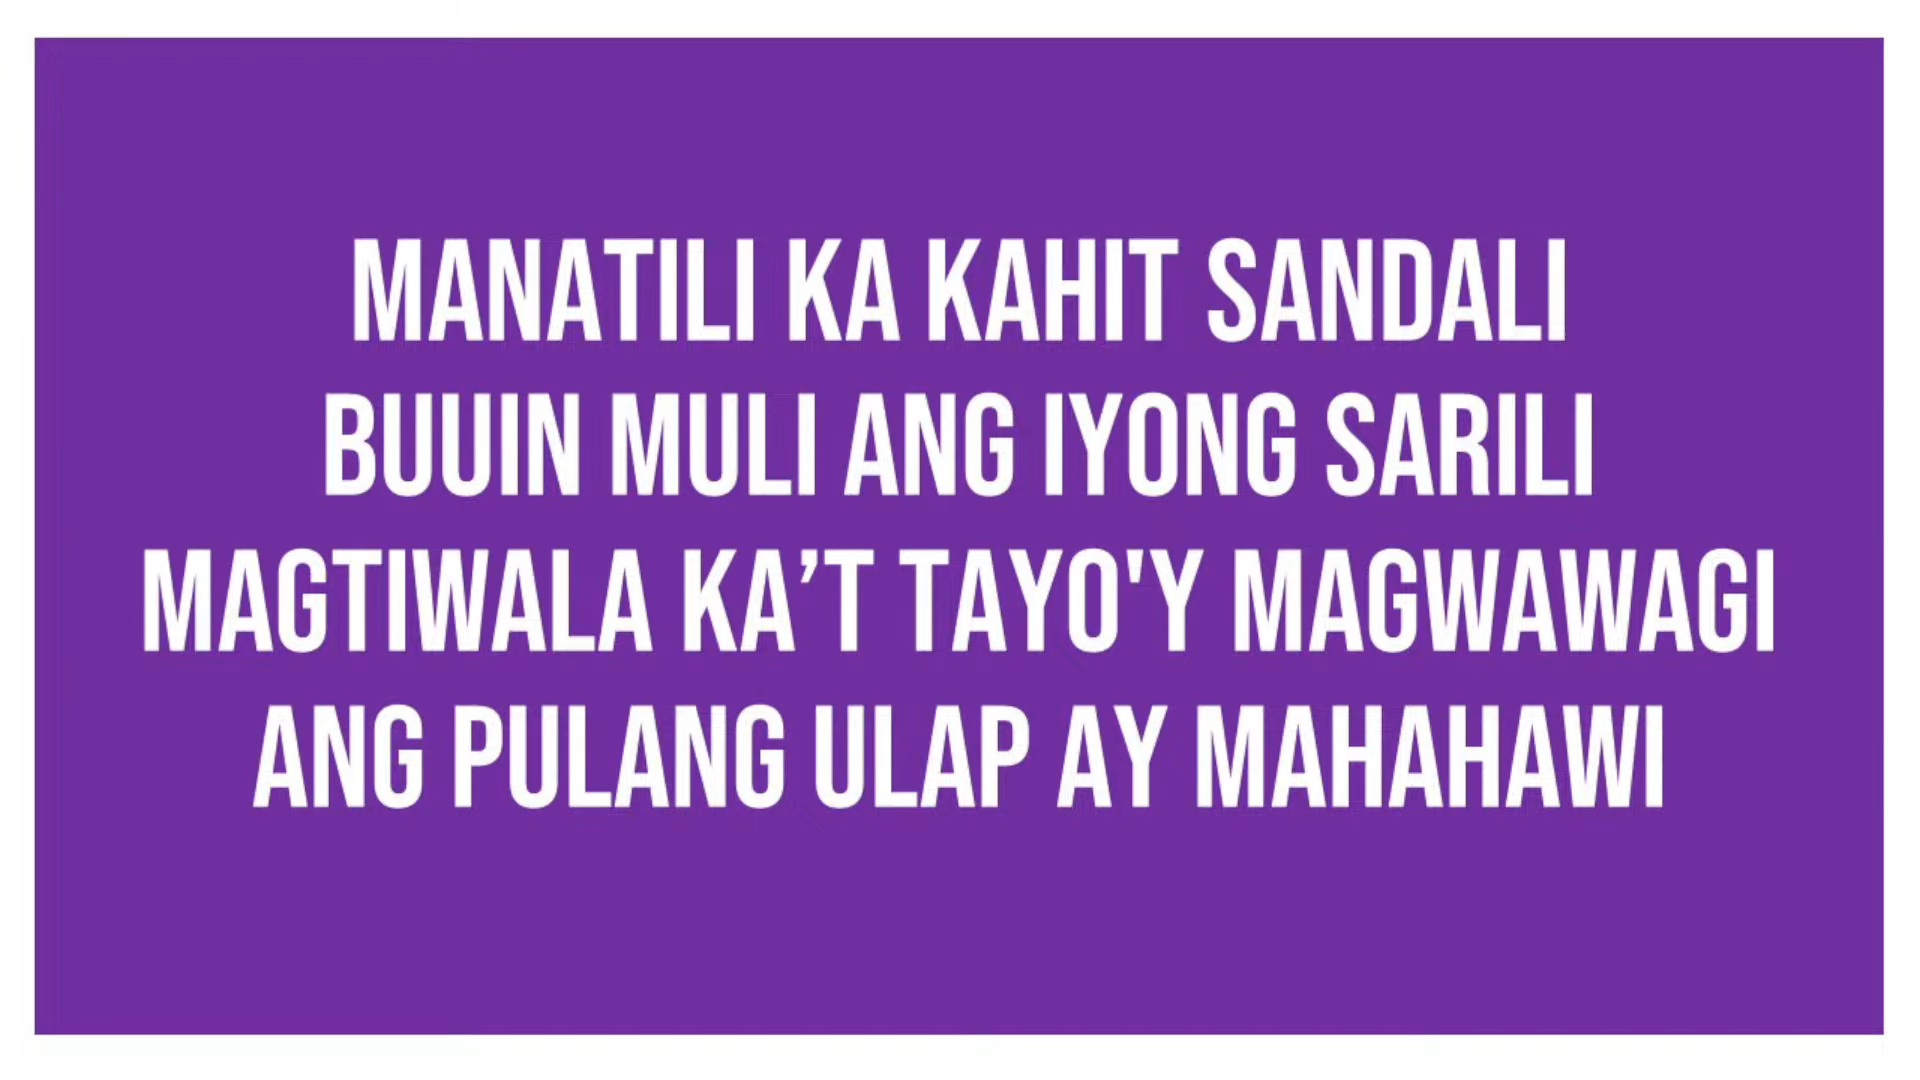 MANATILI KA KAHIT SANDALI
BUUIN MULI ANG IYONG SARILI
MAGTIWALA KA’T TAYO'Y MAGWAWAGI
ANG PULANG ULAP AY MAHAHAWI